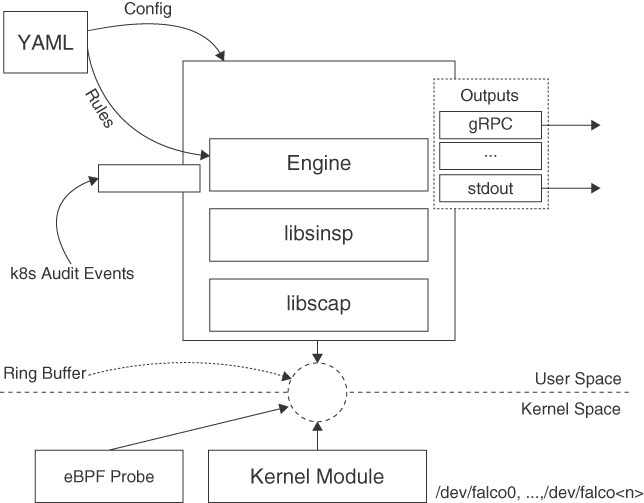 Config
YAML
Rules
Outputs
gRPC
...
stdout
Engine
libsinsp
k8s Audit Events
libscap
Ring Buffer
User Space
Kernel Space
eBPF Probe
Kernel Module
/dev/falco0, ...,/dev/falco<n>